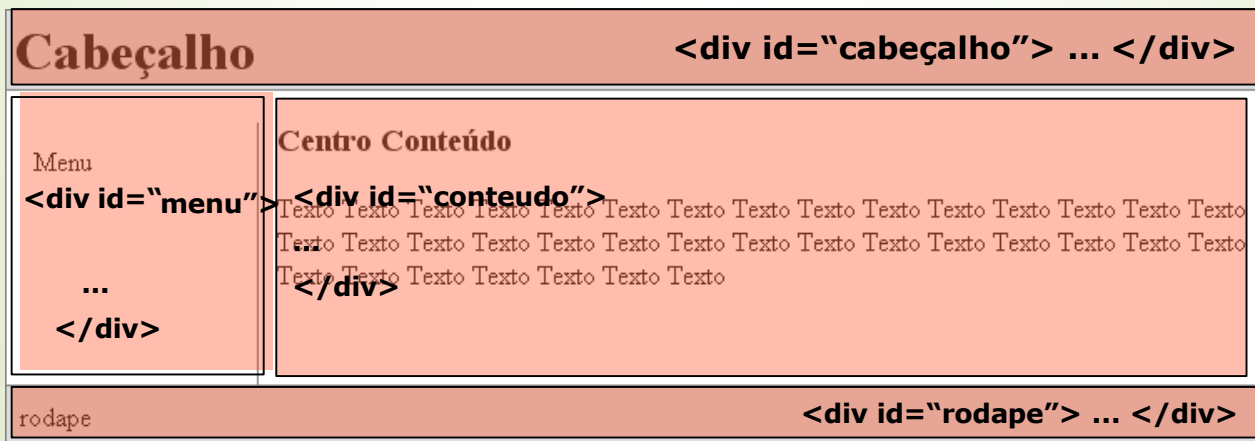 Cabeçalho
<div id=“cabeçalho”> ... </div>
Menu
<div id=“menu”>
...
</div>
Centro Conteúdo
<div id=“conteudo”>
Texto Texto Texto Texto Texto Texto Texto Texto Texto Texto Texto Texto Texto Texto Texto
Texto Texto Texto Texto Texto Texto Texto Texto Texto Texto Texto Texto Texto Texto Texto
...
Texto Texto Texto Texto Texto Texto Texto
</div>
rodape
<div id=“rodape”> ... </div>